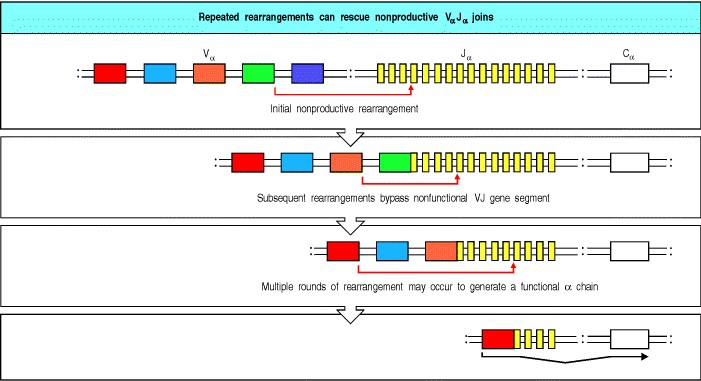 Repeated rearrangements can rescue nonproductive VαJα joins
Vα Jα Cα
Initial nonproductive rearrangement
Subsequent rearrangements bypass nonfunctional VJ gene segment
Multiple rounds of rearrangement may occur to generate a functional α chain